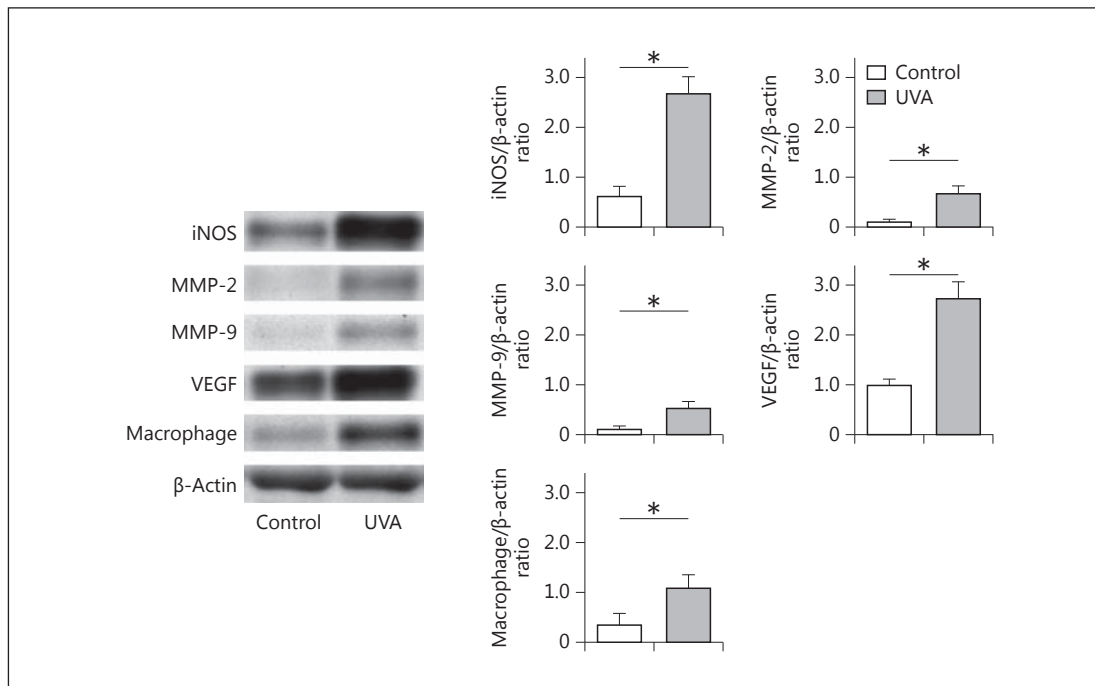 iNOS
MMP-2
MMP-9
VEGF
Macrophage
β-Actin
Control UVA
iNOS/β-actin
ratio
3.0
2.0
1.0
0
*
MMP-2/β-actin
ratio
3.0
2.0
1.0
0
*
Control
UVA
MMP-9/β-actin
ratio
3.0
2.0
1.0
0
*
VEGF/β-actin
ratio
3.0
2.0
1.0
0
*
Macrophage/β-actin
ratio
3.0
2.0
1.0
0
*